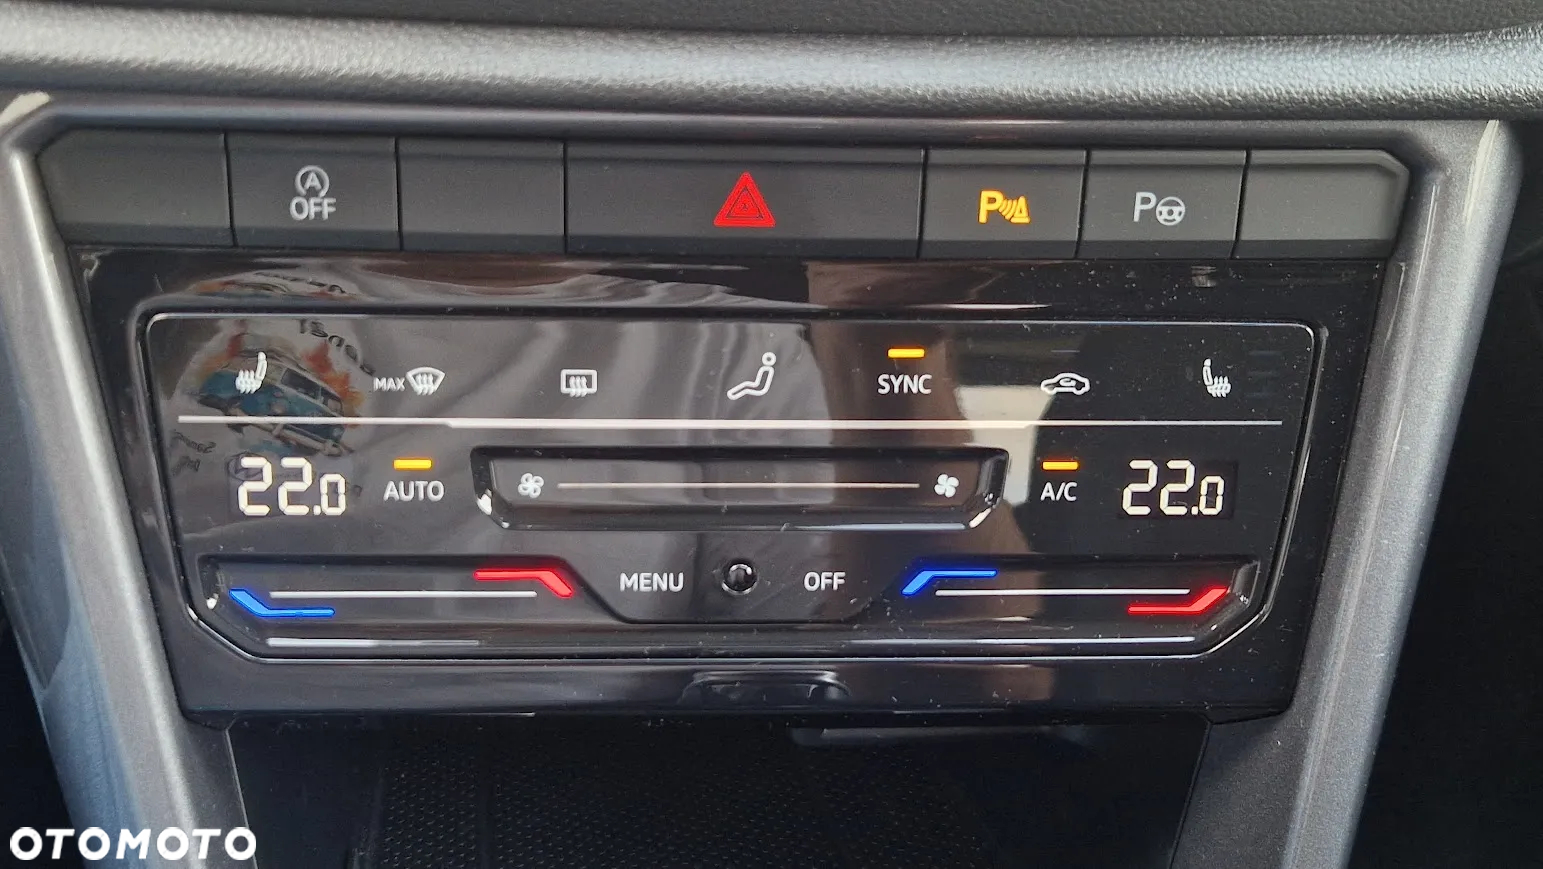 A
OFF
P
P
MAX
SYNC
22.0
AUTO
A/C
22.0
MENU
OFF
OTOMOTO